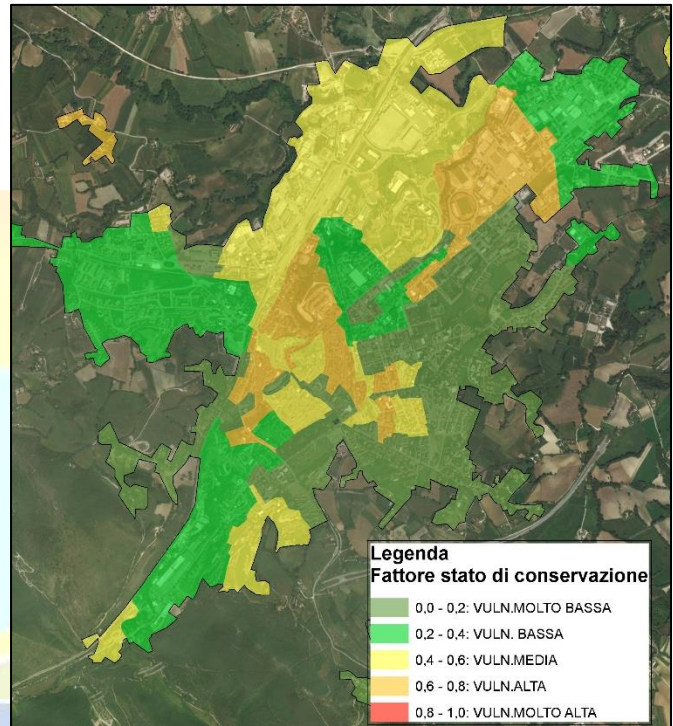 Legenda
Fattore stato di conservazione
0,0 - 0,2: VULN.MOLTO BASSA
0,2 - 0,4: VULN. BASSA
0,4 - 0,6: VULN.MEDIA
0,6 - 0,8: VULN.ALTA
0,8 - 1,0: VULN.MOLTO ALTA